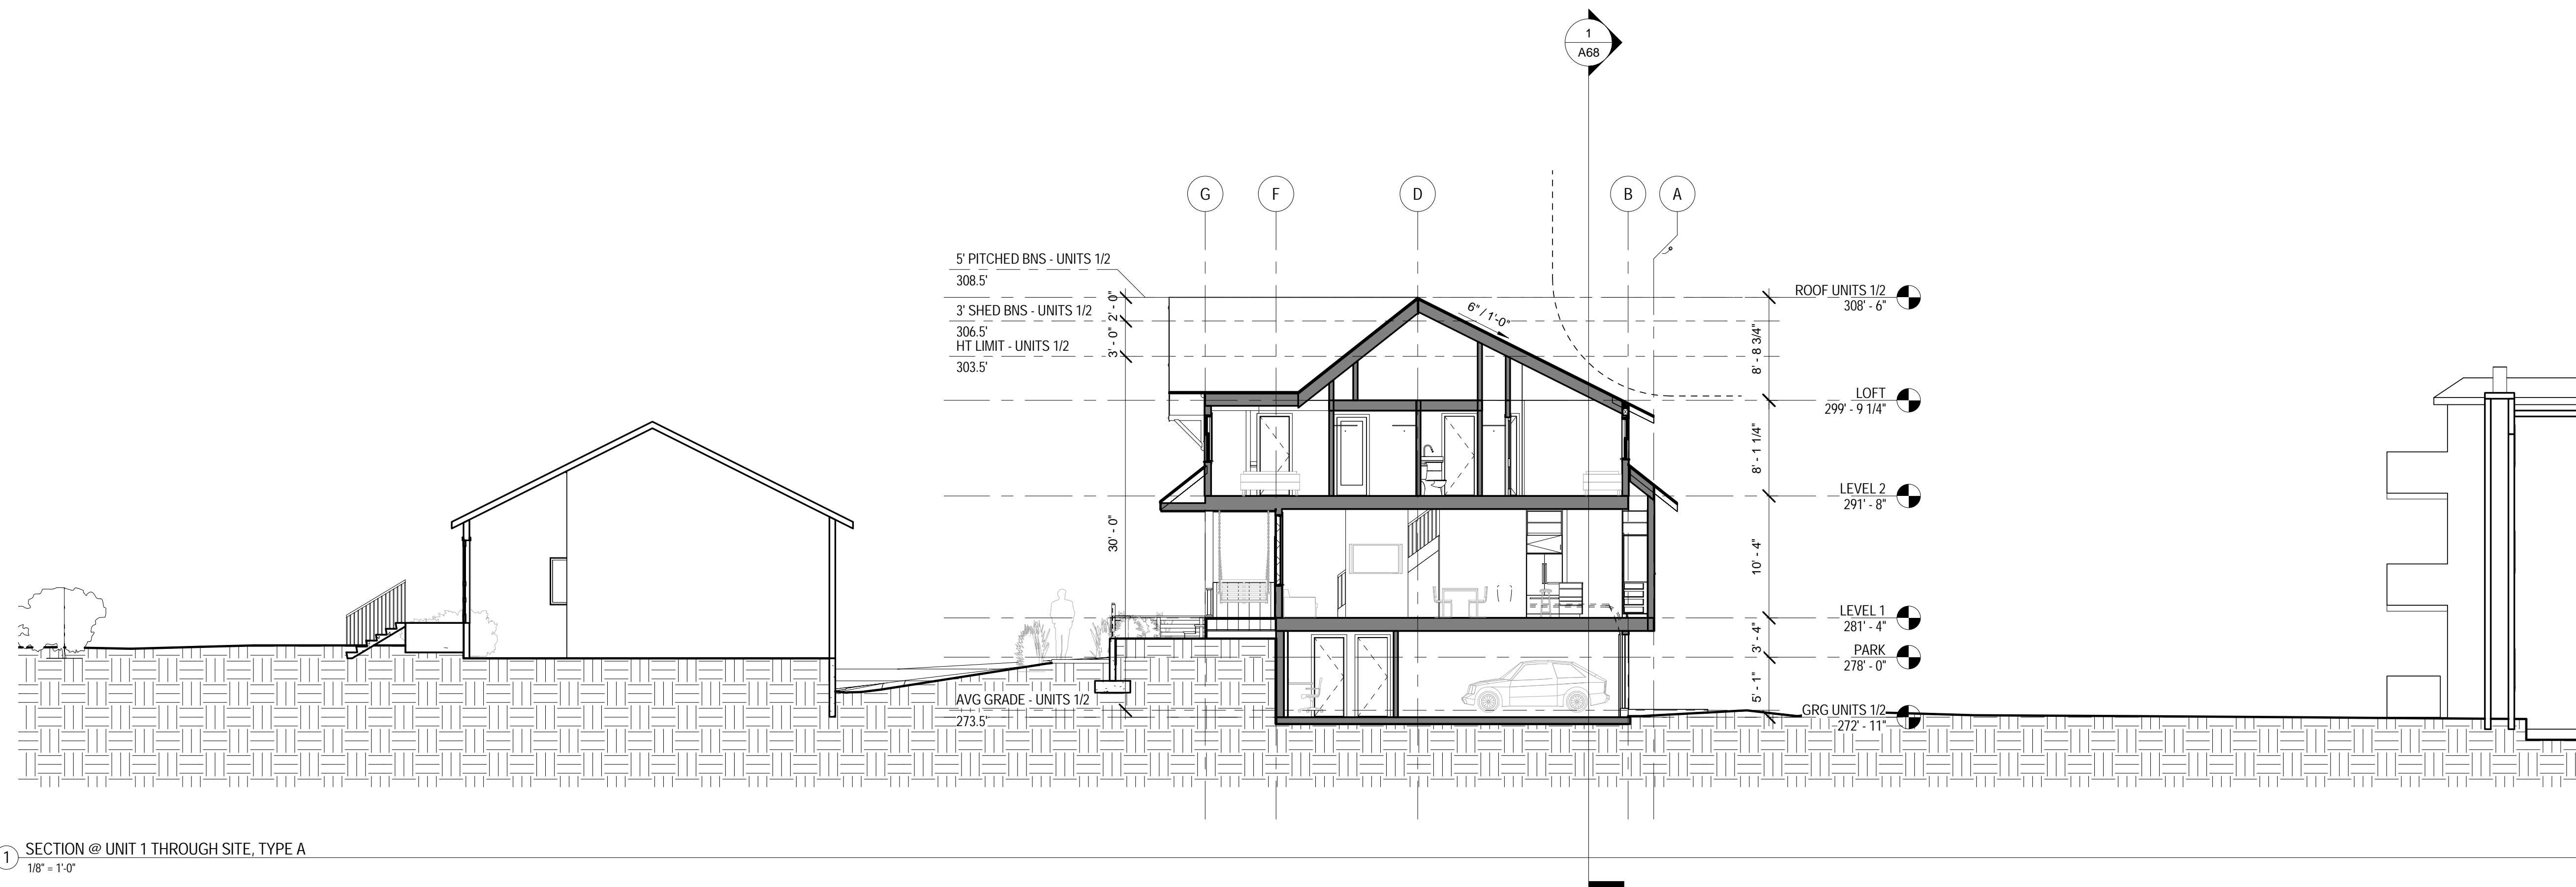 1
A68
G
F
D
B
A
5' PITCHED BNS - UNITS 1/2
308.5'
3' SHED BNS - UNITS 1/2
306.5'
HT LIMIT - UNITS 1/2
303.5'
2' - 0"
3' - 0"
30' - 0"
6" / 1'-0"
ROOF UNITS 1/2
308' - 6"
8' - 8 3/4"
LOFT
299' - 9 1/4"
8' - 1 1/4"
LEVEL 2
291' - 8"
10' - 4"
LEVEL 1
281' - 4"
3' - 4"
PARK
278' - 0"
5' - 1"
GRG UNITS 1/2
272' - 11"
AVG GRADE - UNITS 1/2
273.5'
1
SECTION @ UNIT 1 THROUGH SITE, TYPE A
1/8" = 1'-0"